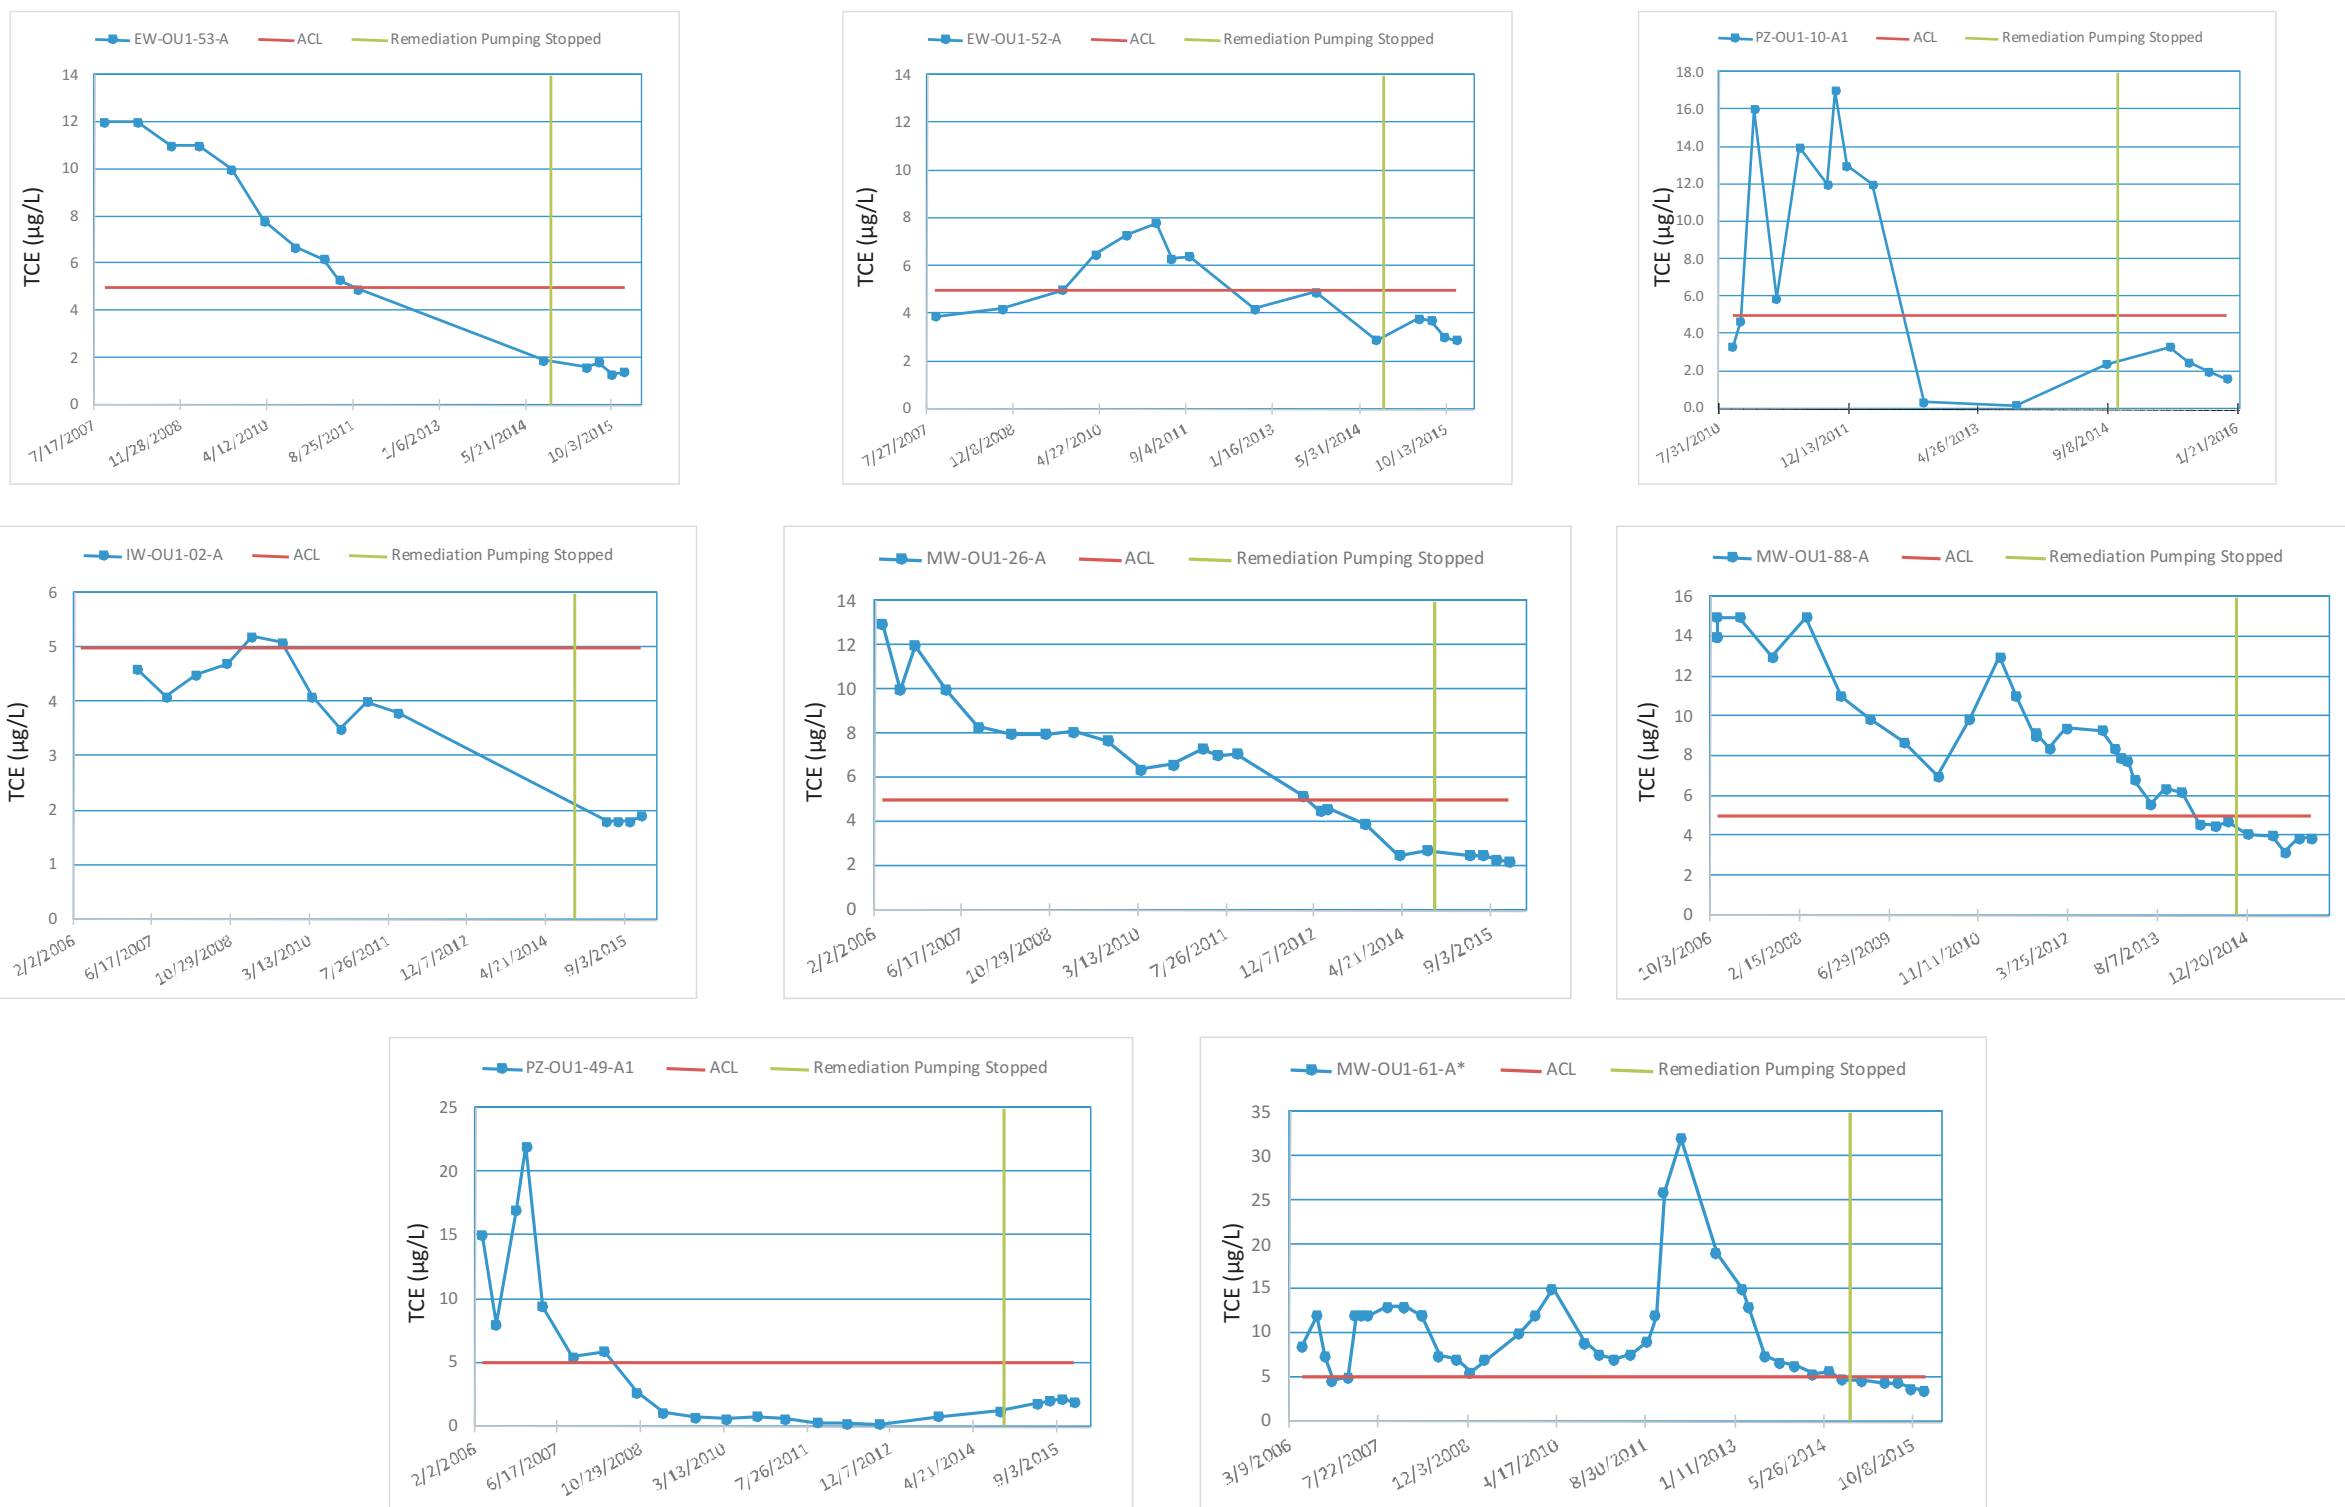 EW-OU1-53-A ACL Remediation Pumping Stopped
TCE (µg/L)
14
12
10
8
6
4
2
0
7/17/2007 11/28/2008 4/12/2010 8/25/2011 1/6/2013 5/21/2014 10/3/2015
EW-OU1-52-A ACL Remediation Pumping Stopped
TCE (µg/L)
14
12
10
8
6
4
2
0
7/27/2007 12/8/2008 4/22/2010 9/4/2011 1/16/2013 5/31/2014 10/13/2015
PZ-OU1-10-A1 ACL Remediation Pumping Stopped
TCE (µg/L)
18.0
16.0
14.0
12.0
10.0
8.0
6.0
4.0
2.0
0.0
7/31/2010 12/13/2011 4/26/2013 9/8/2014 1/21/2016
IW-OU1-02-A ACL Remediation Pumping Stopped
TCE (µg/L)
6
5
4
3
2
1
0
2/2/2006 6/17/2007 10/29/2008 3/13/2010 7/26/2011 12/7/2012 4/21/2014 9/3/2015
MW-OU1-26-A ACL Remediation Pumping Stopped
TCE (µg/L)
14
12
10
8
6
4
2
0
2/2/2006 6/17/2007 10/29/2008 3/13/2010 7/26/2011 12/7/2012 4/21/2014 9/3/2015
MW-OU1-88-A ACL Remediation Pumping Stopped
TCE (µg/L)
16
14
12
10
8
6
4
2
0
10/3/2006 2/15/2008 6/29/2009 11/11/2010 3/25/2012 8/7/2013 12/20/2014
PZ-OU1-49-A1 ACL Remediation Pumping Stopped
TCE (µg/L)
25
20
15
10
5
0
2/2/2006 6/17/2007 10/29/2008 3/13/2010 7/26/2011 12/7/2012 4/21/2014 9/3/2015
MW-OU1-61-A* ACL Remediation Pumping Stopped
TCE (µg/L)
35
30
25
20
15
10
5
0
3/9/2006 7/22/2007 12/3/2008 4/17/2010 8/30/2011 1/11/2013 5/26/2014 10/8/2015